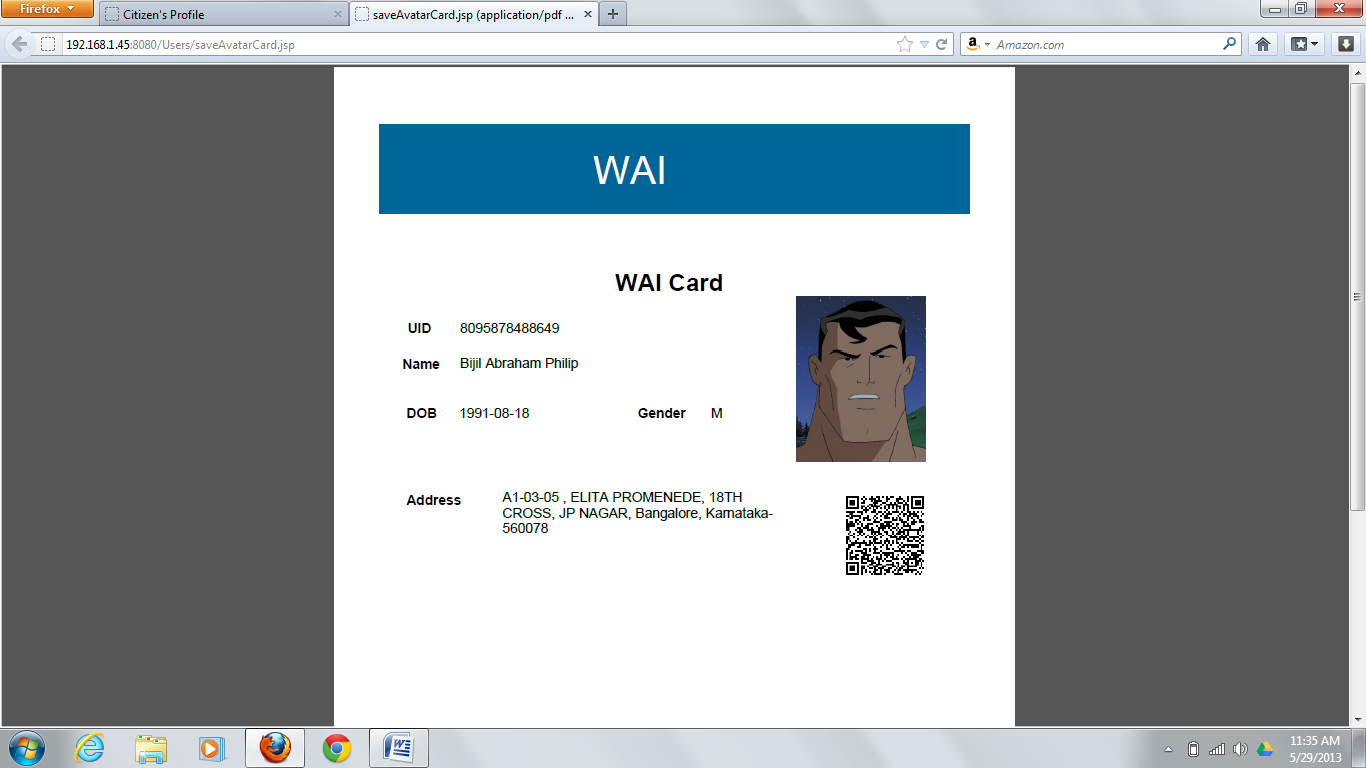 Firefox
Citizen's Profile
saveAvatarCard.jsp (application/pdf ...
192.168.1.45:8080/Users/saveAvatarCard.jsp
Amazon.com
WAI
WAI Card
UID 8095878488649
Name Bijil Abraham Philip
DOB 1991-08-18 Gender M
Address A1-03-05 , ELITA PROMENEDE, 18TH
CROSS, JP NAGAR, Bangalore, Karnataka-
560078
11:35 AM
5/29/2013